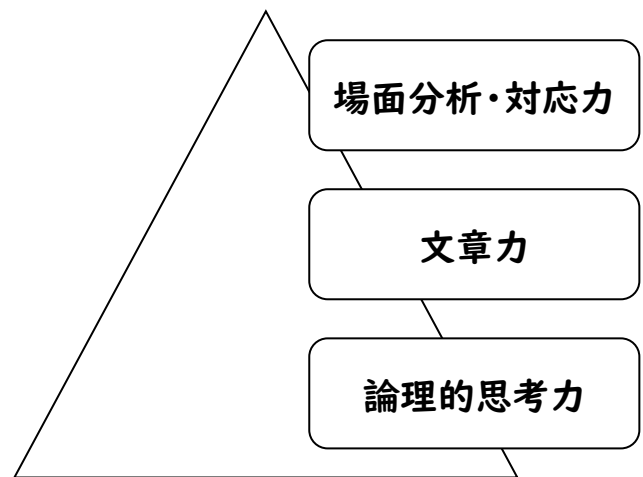 場面分析・対応力
文章力
論理的思考力